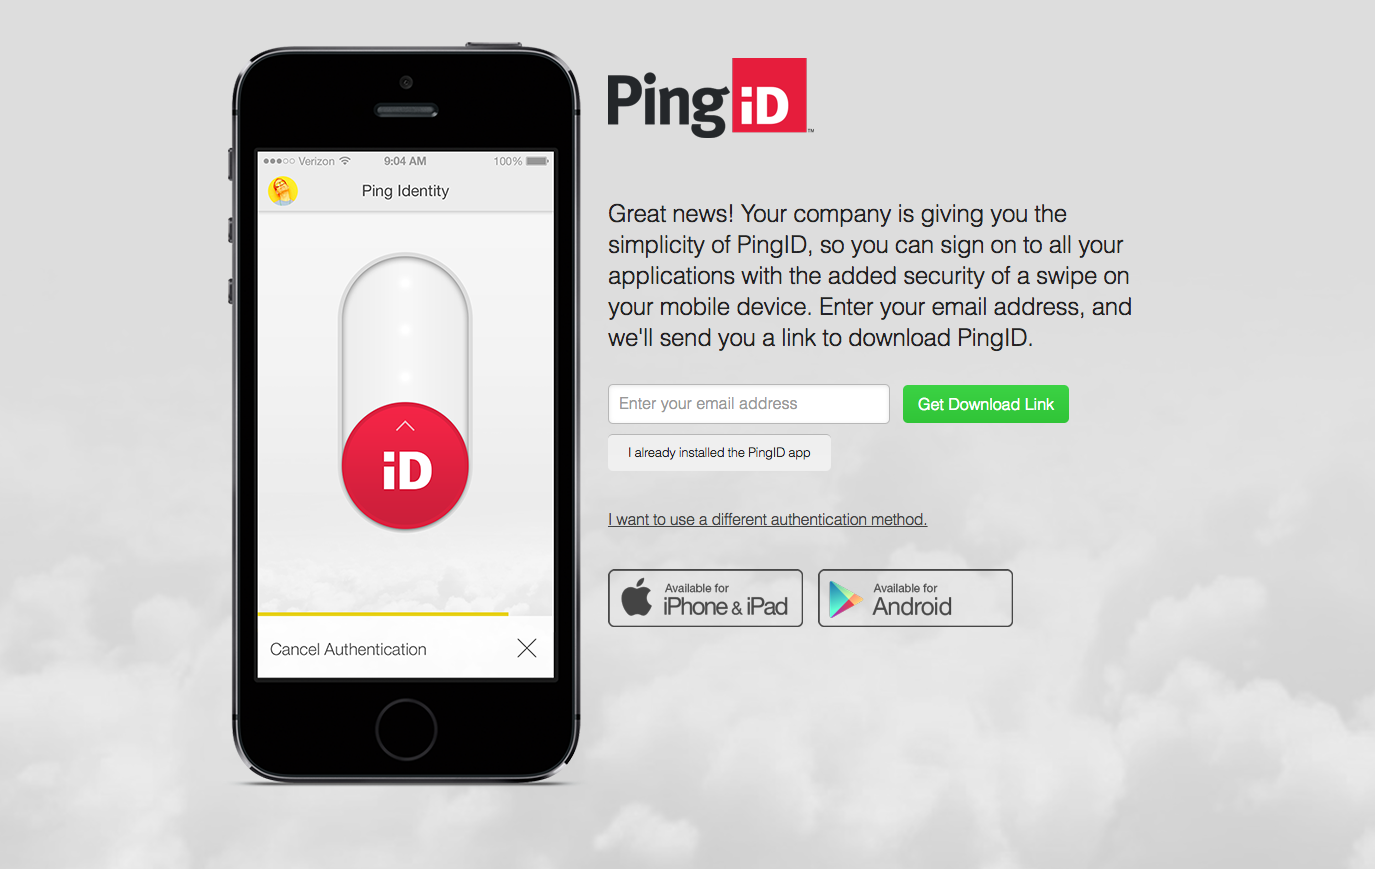 ●●●○○ Verizon 9:04 AM 100%
Ping Identity
iD
Cancel Authentication
Ping iD ™
Great news! Your company is giving you the
simplicity of PingID, so you can sign on to all your
applications with the added security of a swipe on
your mobile device. Enter your email address, and
we'll send you a link to download PingID.
Enter your email address
Get Download Link
I already installed the PingID app
I want to use a different authentication method.
Available for
iPhone & iPad
Available for
Android